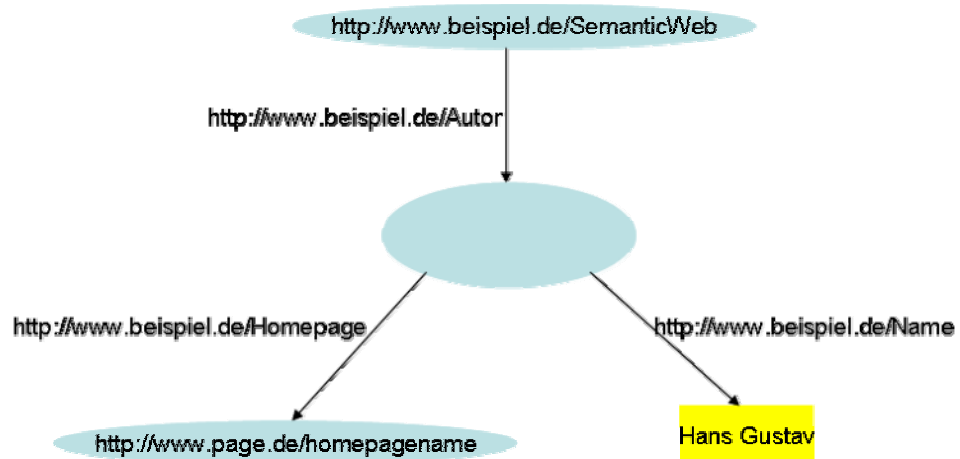 http://www.beispiel.de/SemanticWeb
http://www.beispiel.de/Autor
http://www.beispiel.de/Homepage
http://www.beispiel.de/Name
http://www.page.de/homepagename
Hans Gustav